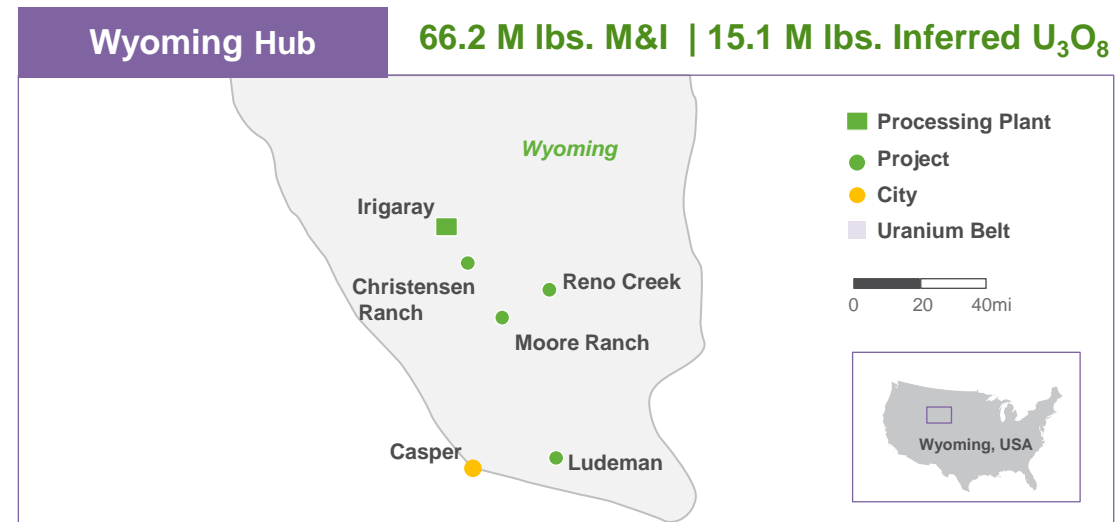 Wyoming Hub
66.2 M lbs. M&I | 15.1 M lbs. Inferred U₃O₈
Wyoming
Irigaray
Christensen
Ranch
Reno Creek
Moore Ranch
Casper
Ludeman
Processing Plant
Project
City
Uranium Belt
0 20 40mi
Wyoming, USA